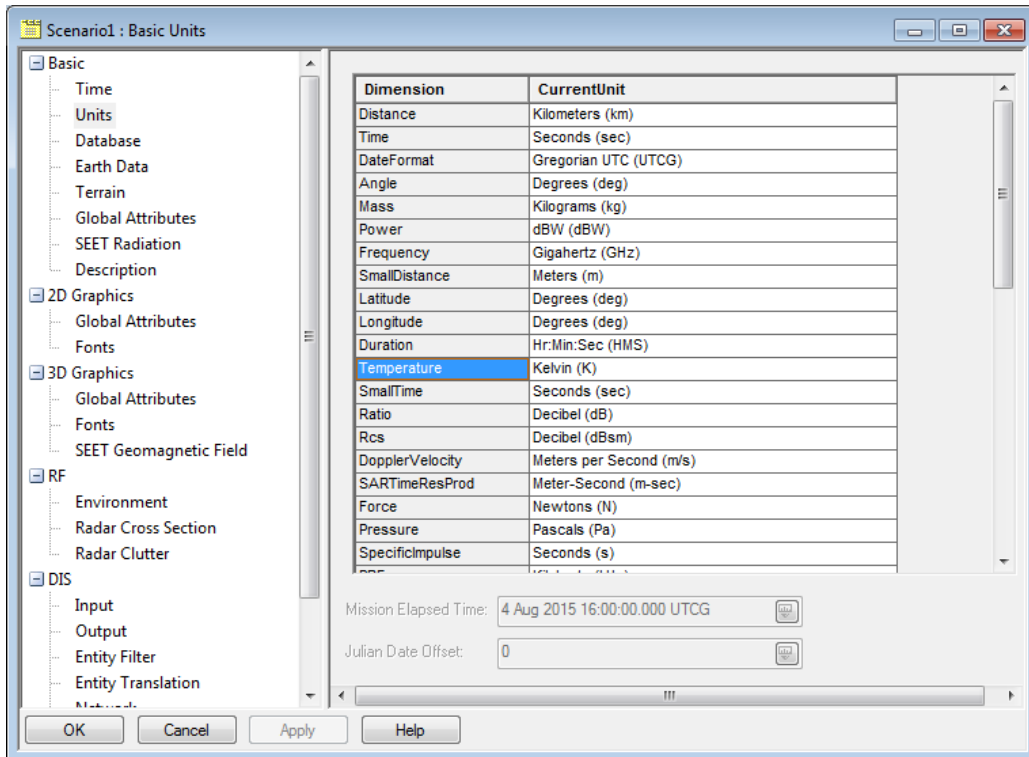 Scenario1 : Basic Units
Basic
Time
Units
Database
Earth Data
Terrain
Global Attributes
SEET Radiation
Description
2D Graphics
Global Attributes
Fonts
3D Graphics
Global Attributes
Fonts
SEET Geomagnetic Field
RF
Environment
Radar Cross Section
Radar Clutter
DIS
Input
Output
Entity Filter
Entity Translation
Dimension CurrentUnit
Distance Kilometers (km)
Time Seconds (sec)
DateFormat Gregorian UTC (UTCG)
Angle Degrees (deg)
Mass Kilograms (kg)
Power dBW (dBW)
Frequency Gigahertz (GHz)
SmallDistance Meters (m)
Latitude Degrees (deg)
Longitude Degrees (deg)
Duration Hr:Min:Sec (HMS)
Temperature Kelvin (K)
SmallTime Seconds (sec)
Ratio Decibel (dB)
Rcs Decibel (dBsm)
DopplerVelocity Meters per Second (m/s)
SARTimeResProd Meter-Second (m-sec)
Force Newtons (N)
Pressure Pascals (Pa)
SpecificImpulse Seconds (s)
Mission Elapsed Time: 4 Aug 2015 16:00:00.000 UTCG
Julian Date Offset: 0
OK Cancel Apply Help